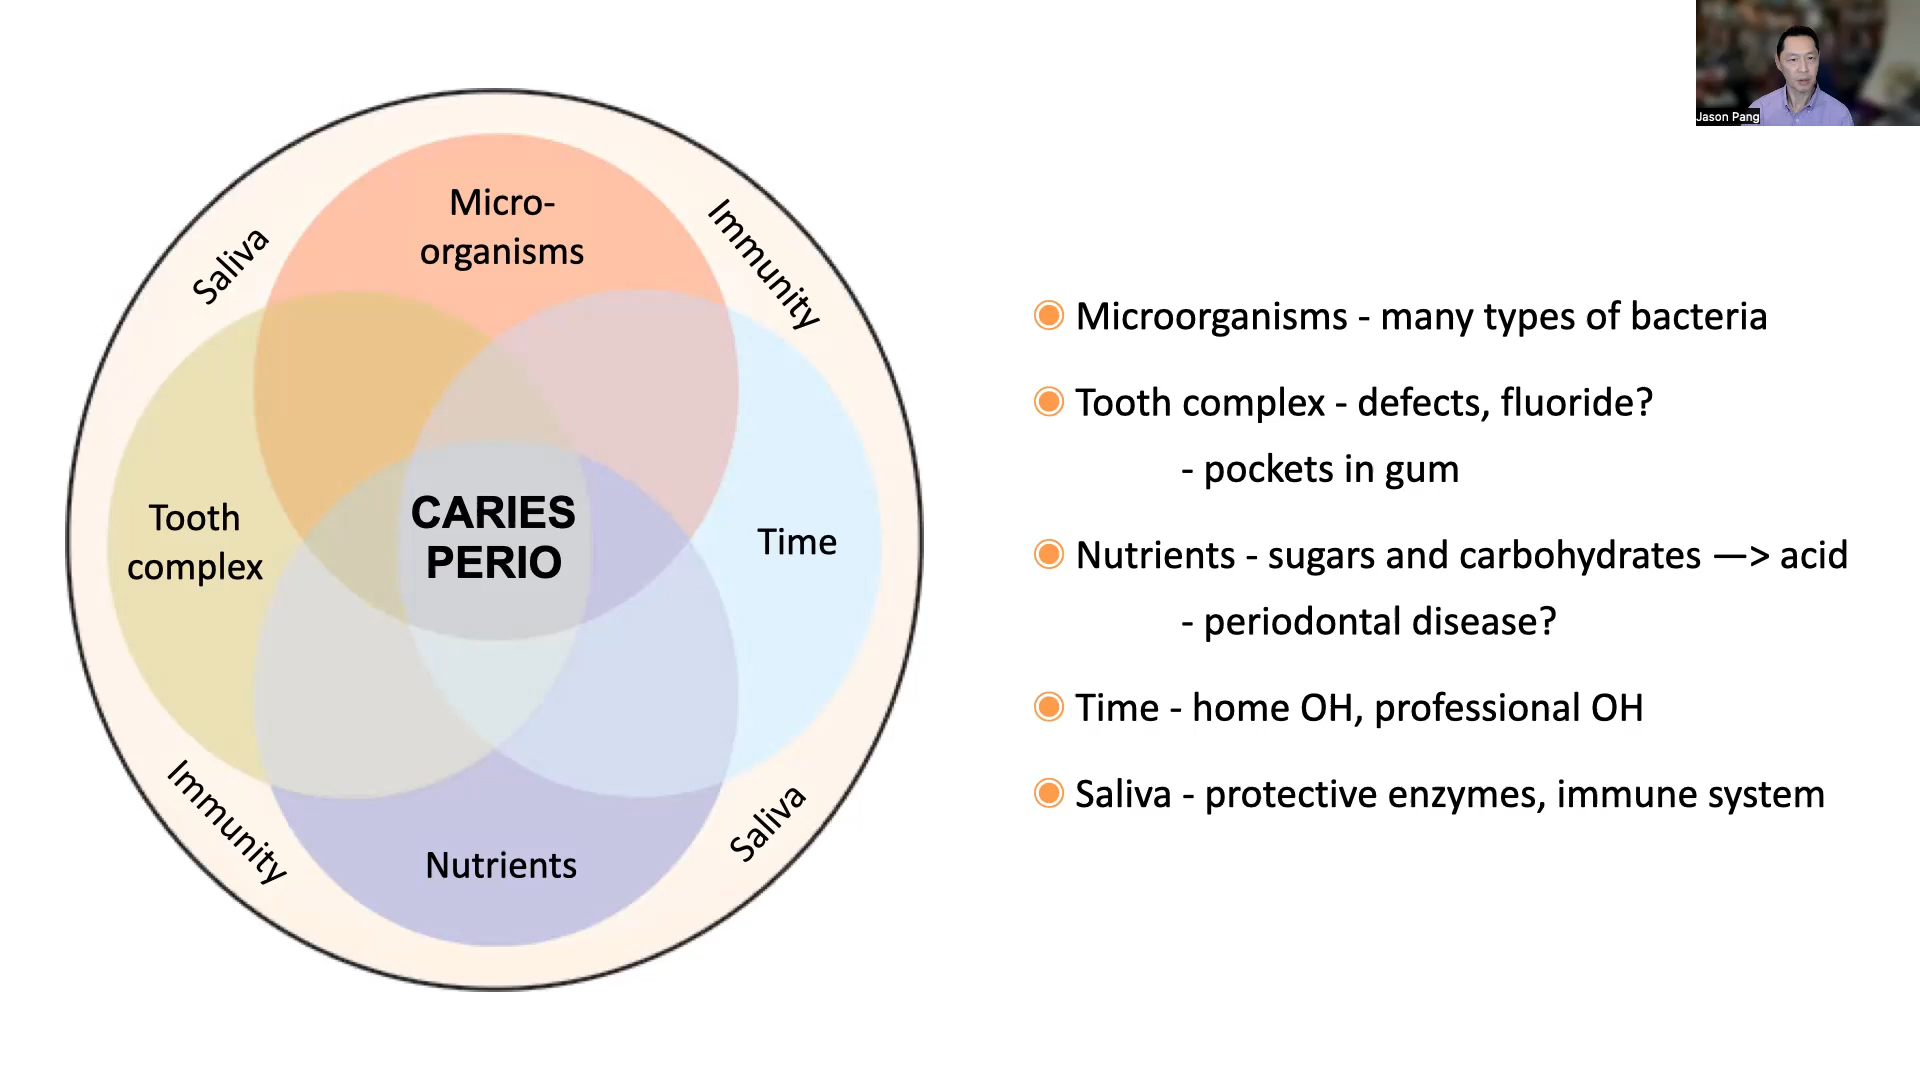 Jason Pang
Micro-
organisms
Saliva
Immunity
Tooth
complex
CARIES
PERIO
Time
Immunity
Nutrients
Saliva
Microorganisms - many types of bacteria
Tooth complex - defects, fluoride?
- pockets in gum
Nutrients - sugars and carbohydrates —> acid
- periodontal disease?
Time - home OH, professional OH
Saliva - protective enzymes, immune system